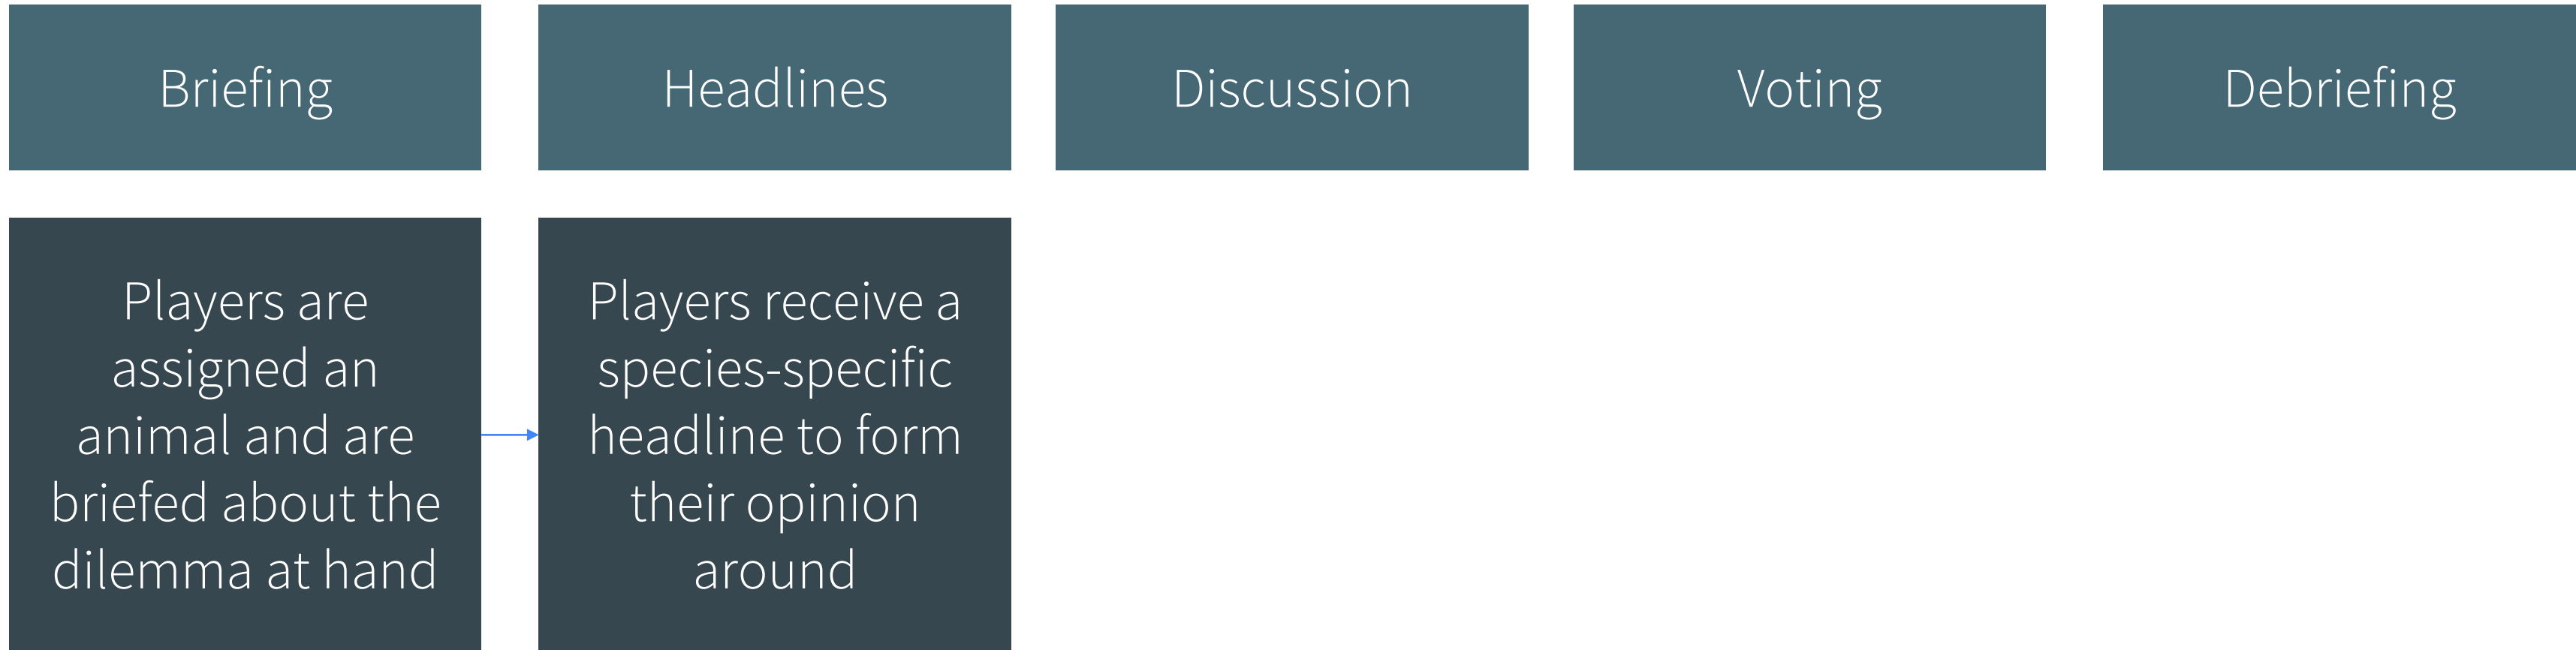 Briefing
Headlines
Discussion
Voting
Debriefing
Players are
assigned an
animal and are
briefed about the
dilemma at hand
Players receive a
species-specific
headline to form
their opinion
around